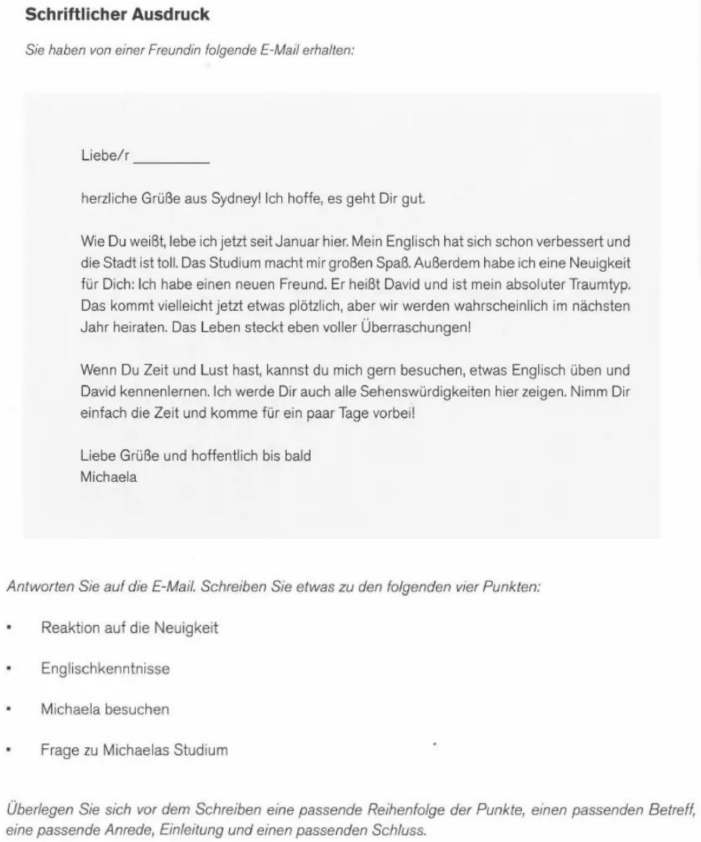 Schriftlicher Ausdruck
Sie haben von einer Freundin folgende E-Mail erhalten:
Liebe/r __________
herzliche Grüße aus Sydney! Ich hoffe, es geht Dir gut.
Wie Du weißt, lebe ich jetzt seit Januar hier. Mein Englisch hat sich schon verbessert und
die Stadt ist toll. Das Studium macht mir großen Spaß. Außerdem habe ich eine Neuigkeit
für Dich: Ich habe einen neuen Freund. Er heißt David und ist mein absoluter Traumtyp.
Das kommt vielleicht jetzt etwas plötzlich, aber wir werden wahrscheinlich im nächsten
Jahr heiraten. Das Leben steckt eben voller Überraschungen!
Wenn Du Zeit und Lust hast, kannst du mich gern besuchen, etwas Englisch üben und
David kennenlernen. Ich werde Dir auch alle Sehenswürdigkeiten hier zeigen. Nimm Dir
einfach die Zeit und komme für ein paar Tage vorbei!
Liebe Grüße und hoffentlich bis bald
Michaela
Antworten Sie auf die E-Mail. Schreiben Sie etwas zu den folgenden vier Punkten:
▪ Reaktion auf die Neuigkeit
▪ Englischkenntnisse
▪ Michaela besuchen
▪ Frage zu Michaelas Studium
Überlegen Sie sich vor dem Schreiben eine passende Reihenfolge der Punkte, einen passenden Betreff,
eine passende Anrede, Einleitung und einen passenden Schluss.